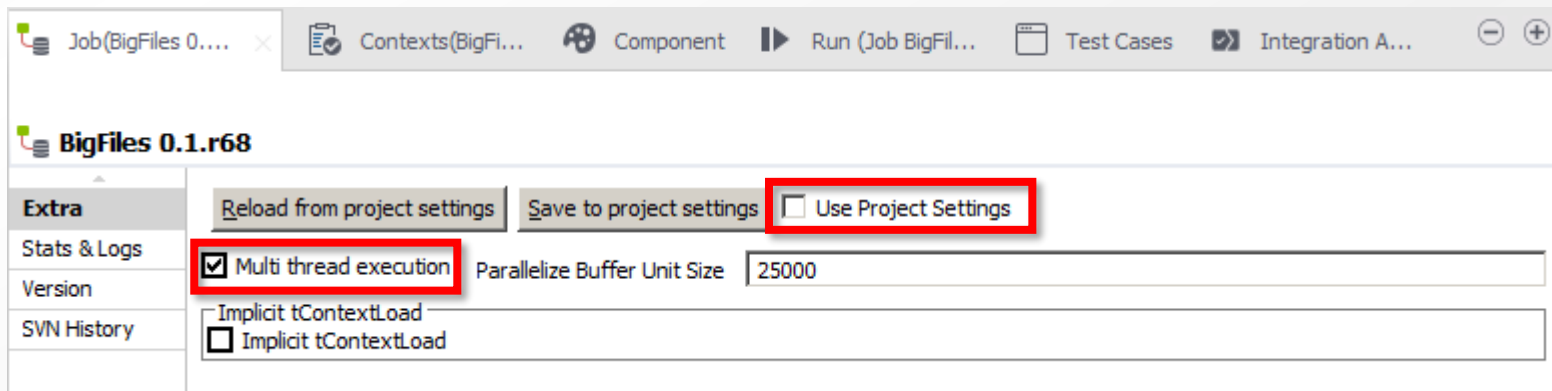 Job(BigFiles 0.... Contexts(BigFi... Component Run (Job BigFil... Test Cases Integration A...
BigFiles 0.1.r68
Extra
Reload from project settings Save to project settings Use Project Settings
Stats & Logs
Multi thread execution Parallelize Buffer Unit Size 25000
Version
Implicit tContextLoad
SVN History
Implicit tContextLoad